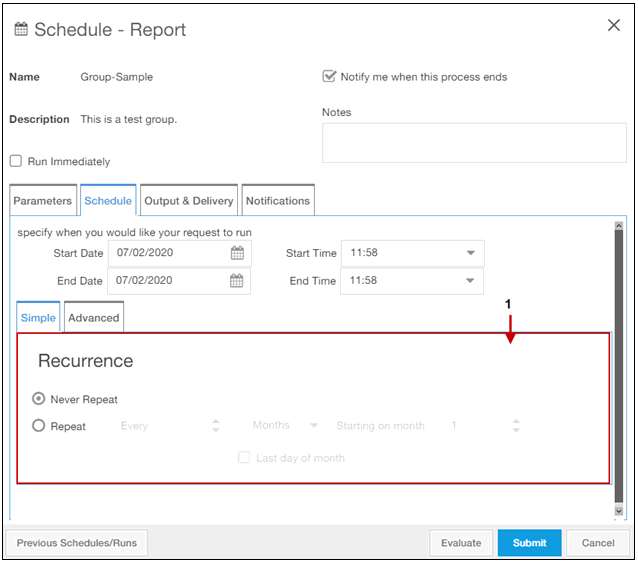 Schedule - Report
Name Group-Sample
Notify me when this process ends
Description This is a test group.
Notes
Run Immediately
Parameters Schedule Output & Delivery Notifications
specify when you would like your request to run
Start Date 07/02/2020 Start Time 11:58
End Date 07/02/2020 End Time 11:58
Simple Advanced
1
Recurrence
Never Repeat
Repeat Every Months Starting on month 1
Last day of month
Previous Schedules/Runs Evaluate Submit Cancel